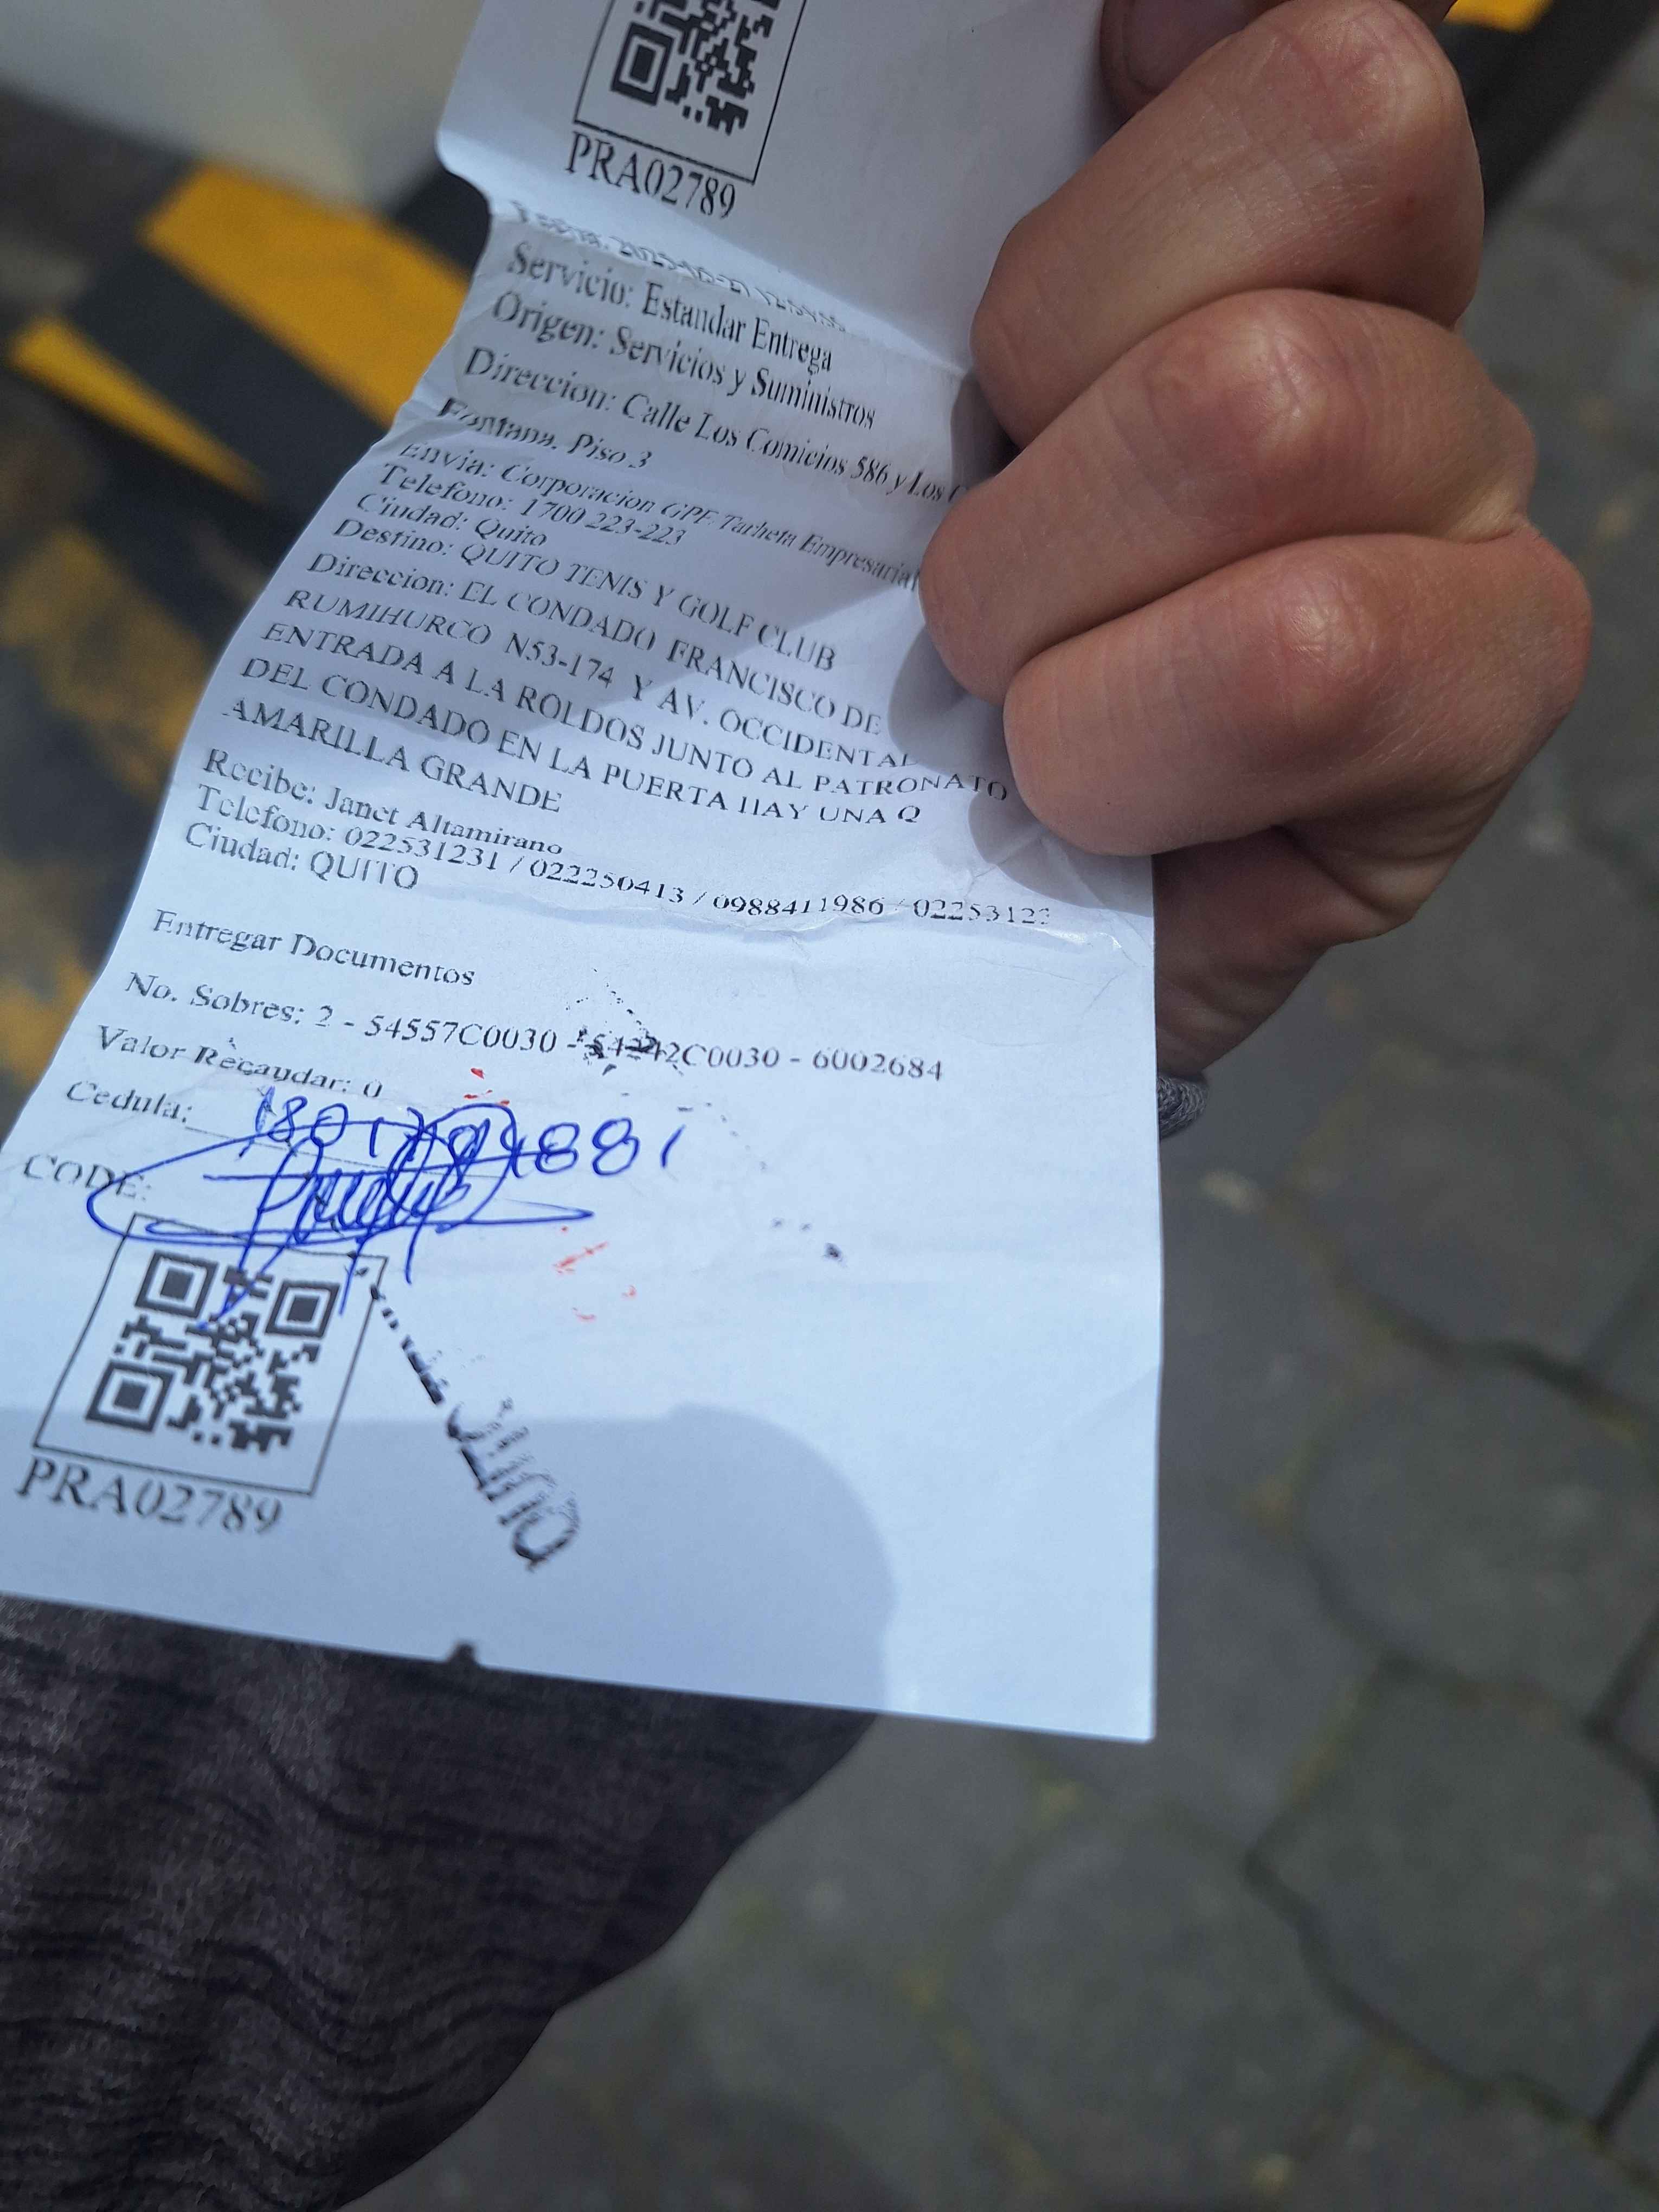 PRA02789
Servicio: Estandar Entrega
Origen: Servicios y Suministros
Direccion: Calle Los Comicios 586 y Los
Fontana. Piso 3
Envia: Corporacion GPF Tarheta Empresarial
Telefono: 1700 223-223
Ciudad: Quito
Destino: QUITO TENIS Y GOLF CLUB
Direccion: EL CONDADO FRANCISCO DE
RUMIHURCO N53-174 Y AV. OCCIDENTAL
ENTRADA A LA ROLDOS JUNTO AL PATRONATO
DEL CONDADO EN LA PUERTA HAY UNA Q
AMARILLA GRANDE
Recibe: Janet Altamirano
Telefono: 022531231 / 022250413 / 0988411986 / 0225312
Ciudad: QUITO
Entregar Documentos
No. Sobres: 2 - 54557C0030 - 6002684
Valor Recaudar: 0
Cedula:
CODE:
PRA02789
QUITO